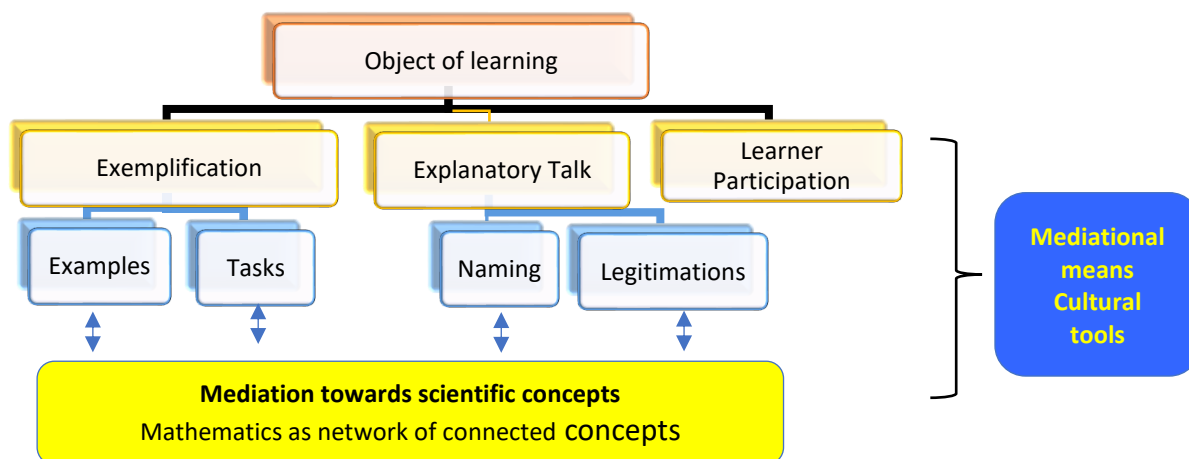 Object of learning
Exemplification
Explanatory Talk
Learner
Participation
Examples
Tasks
Naming
Legitimations
Mediational
means
Cultural
tools
Mediation towards scientific concepts
Mathematics as network of connected concepts